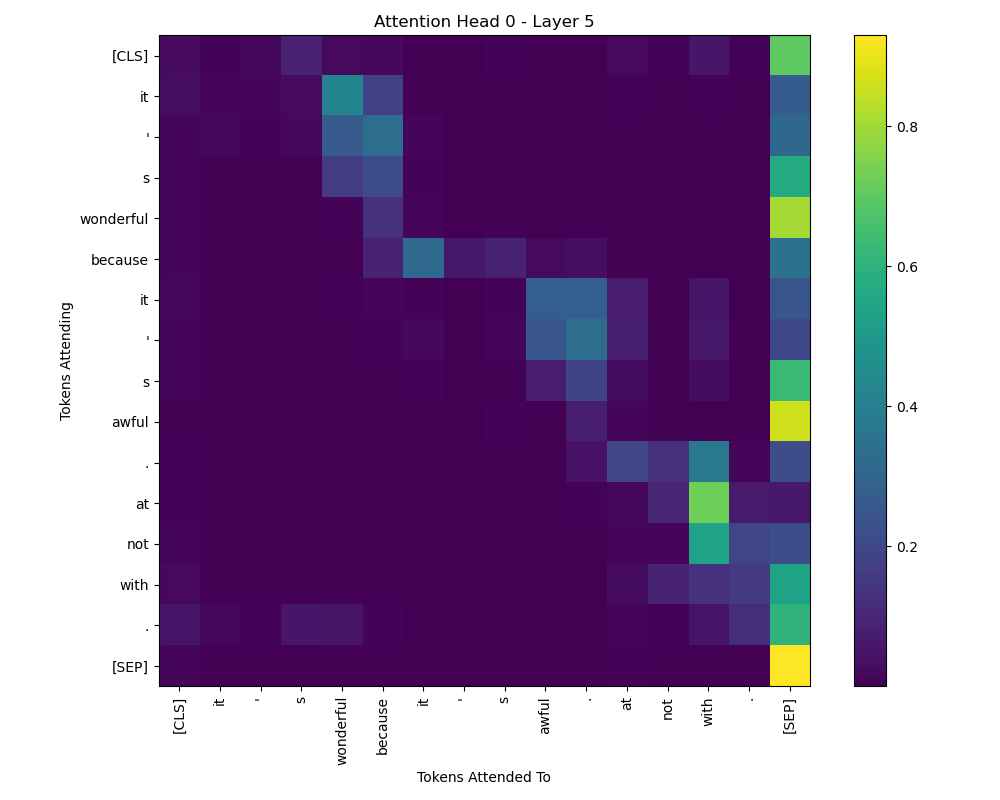 Attention Head 0 - Layer 5
Tokens Attending
[CLS]
it
'
s
wonderful
because
it
'
s
awful
.
at
not
with
.
[SEP]
[CLS]
it
'
s
wonderful
because
it
'
s
awful
.
at
not
with
.
[SEP]
Tokens Attended To
0.8
0.6
0.4
0.2